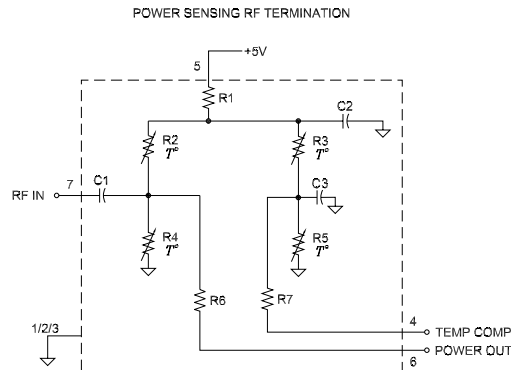 POWER SENSING RF TERMINATION
+5V
5
R1
C2
R2
T°
R3
T°
7
C1
C3
RF IN
R4
T°
R5
T°
R6
R7
1/2/3
4
TEMP COMP
POWER OUT
6